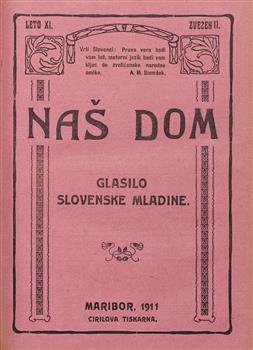 LETO XI.
ZVEZEK II.
Vrli Slovenci: Prava vera bodi
vam luč, materni jezik bodi vam
ključ do zveličanske narodne
omike. A. M. Slomšek.
NAŠ DOM
GLASILO
SLOVENSKE MLADINE.
MARIBOR, 1911
CIRILOVA TISKARNA.